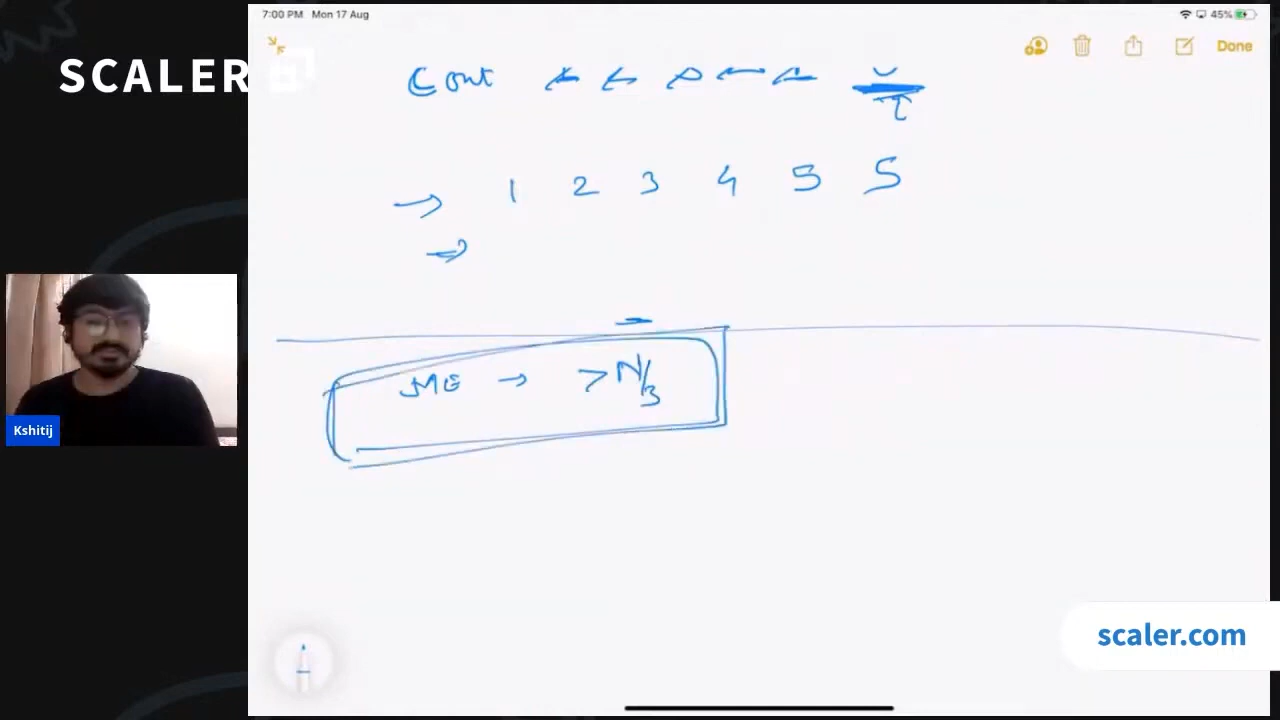 7:00 PM Mon 17 Aug
45%
SCALER
Done
Cont
→ 1 2 3 4 5 5
→
ME → > N/3
Kshitij
scaler.com